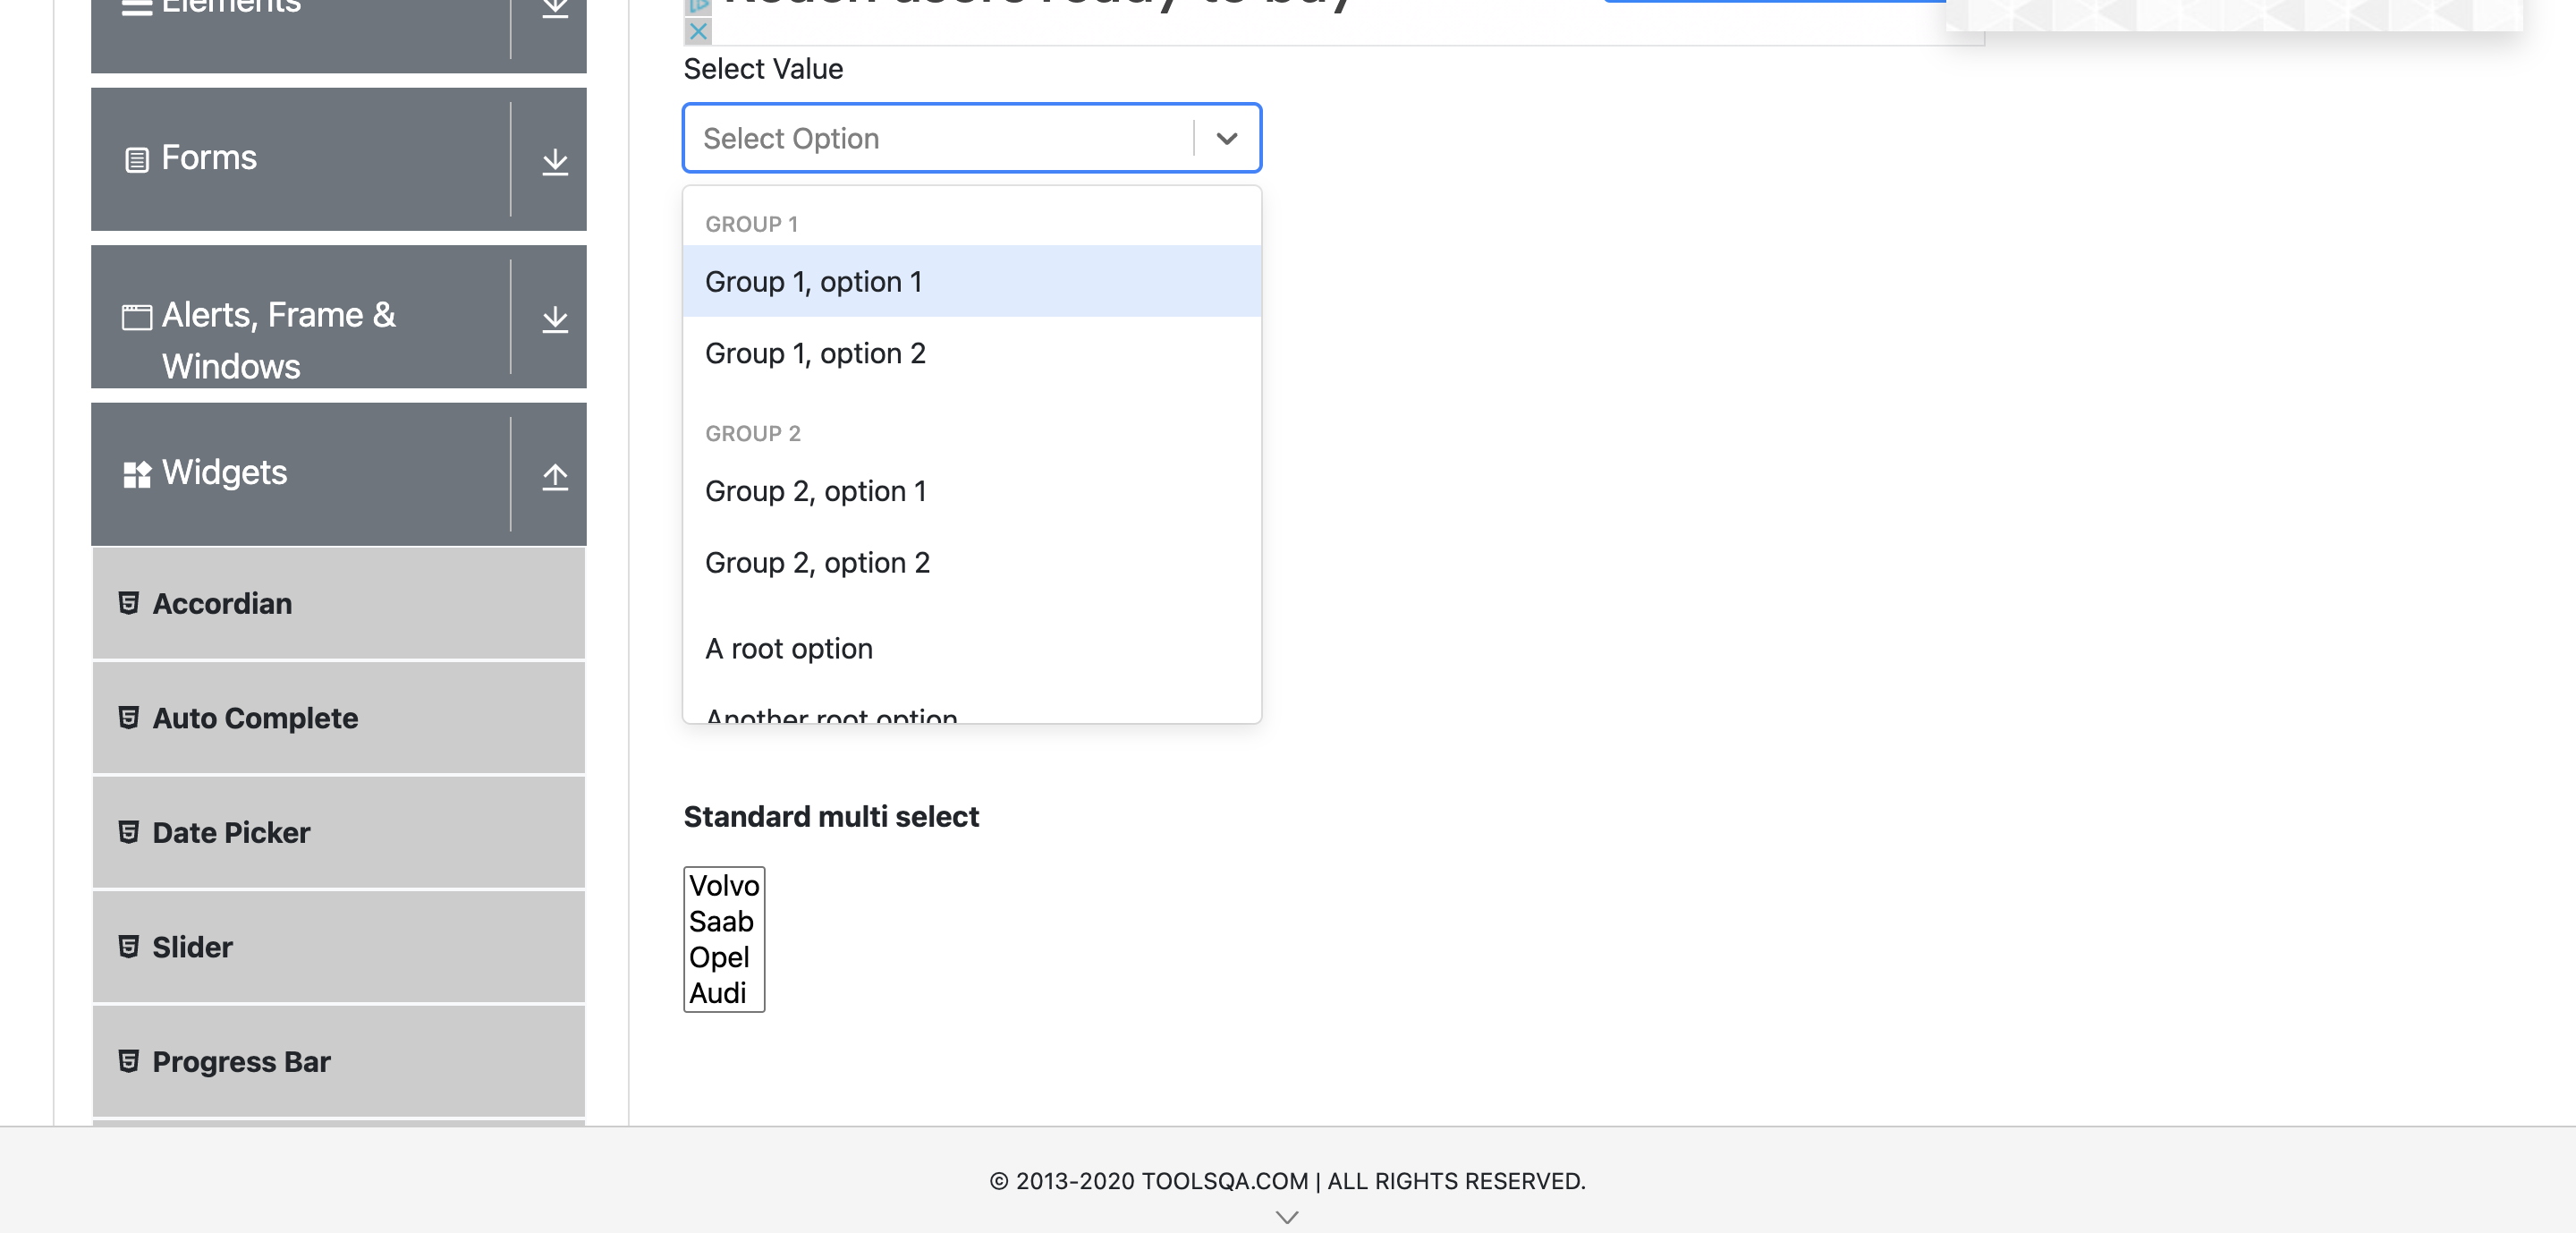 Elements
Forms
Alerts, Frame &
Windows
Widgets
Accordian
Auto Complete
Date Picker
Slider
Progress Bar
Select Value
Select Option
GROUP 1
Group 1, option 1
Group 1, option 2
GROUP 2
Group 2, option 1
Group 2, option 2
A root option
Another root option
Standard multi select
Volvo
Saab
Opel
Audi
© 2013-2020 TOOLSQA.COM | ALL RIGHTS RESERVED.